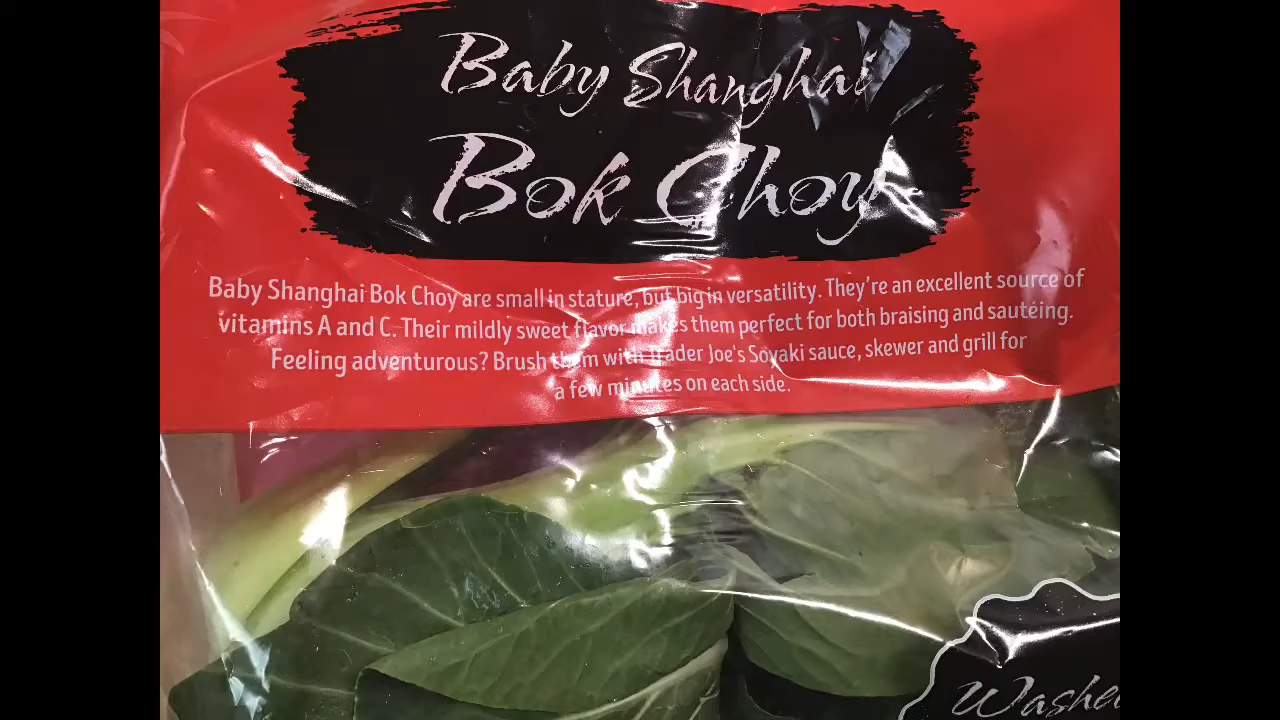 Baby Shanghai
Bok Choy
Baby Shanghai Bok Choy are small in stature, but big in versatility. They're an excellent source of
vitamins A and C. Their mildly sweet flavor makes them perfect for both braising and sautéing.
Feeling adventurous? Brush them with Trader Joe's Soyaki sauce, skewer and grill for
a few minutes on each side.
Washe